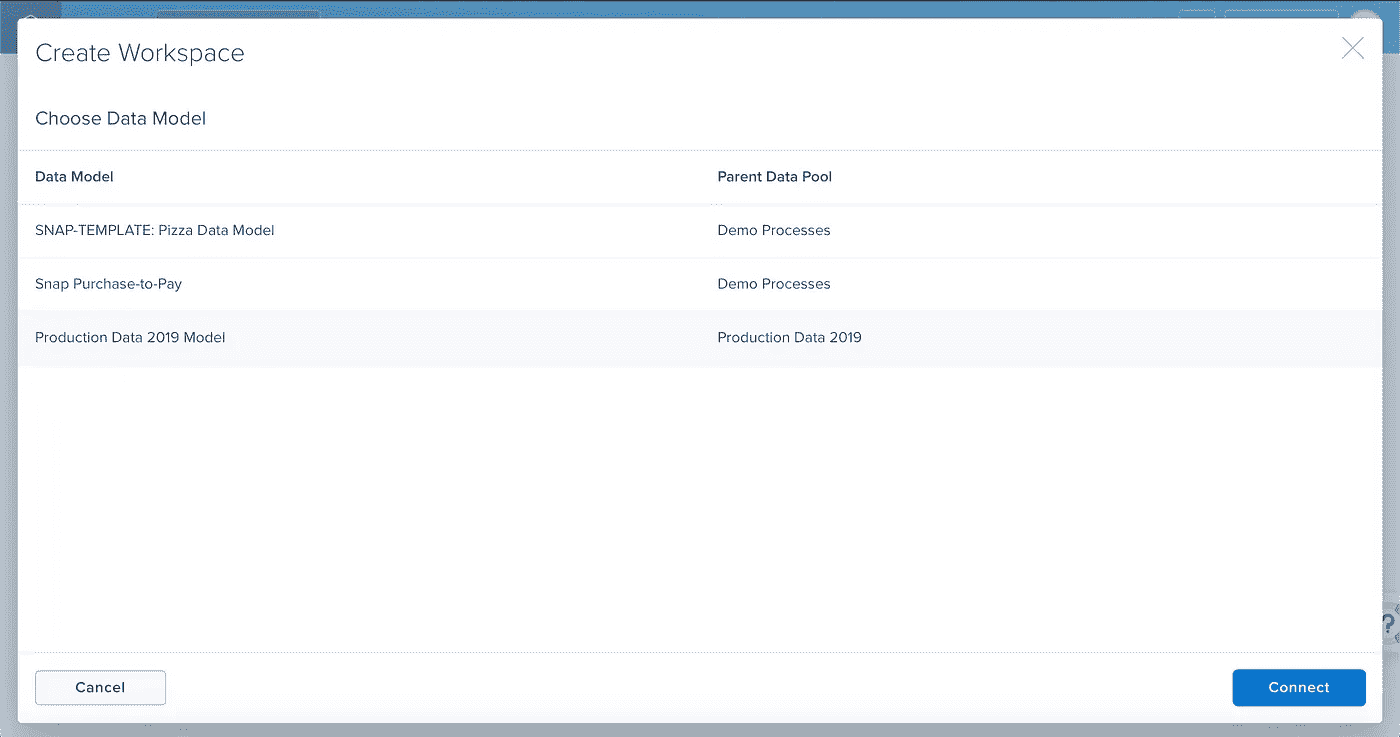 Create Workspace
Choose Data Model
Data Model Parent Data Pool
SNAP-TEMPLATE: Pizza Data Model Demo Processes
Snap Purchase-to-Pay Demo Processes
Production Data 2019 Model Production Data 2019
?
Cancel Connect